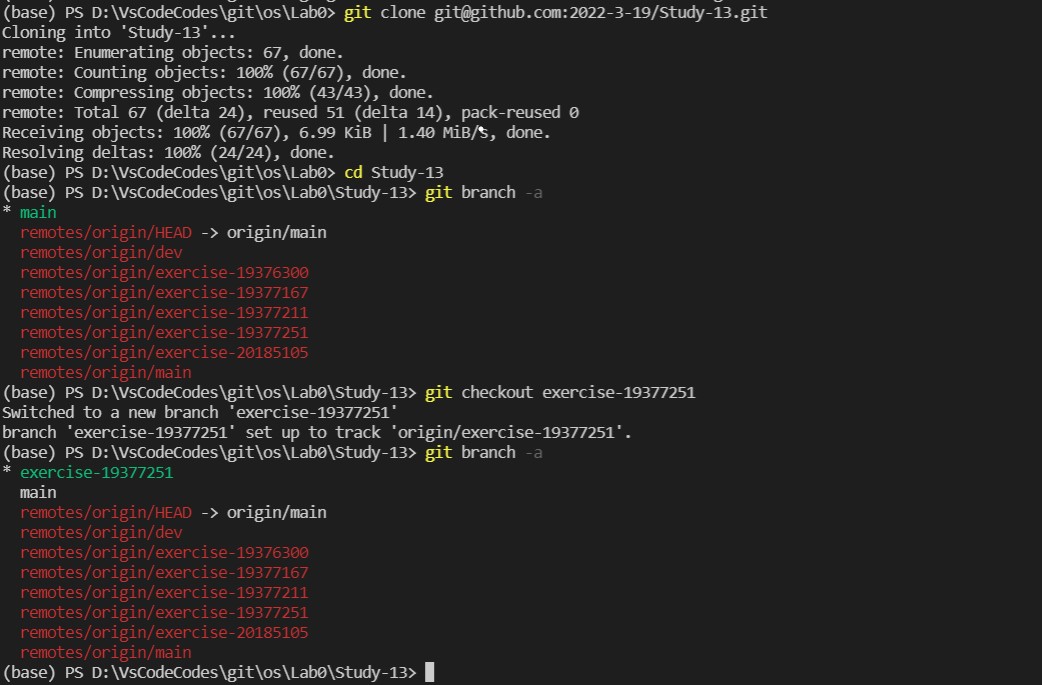 (base) PS D:\VsCodeCodes\git\os\Lab0> git clone git@github.com:2022-3-19/Study-13.git
Cloning into 'Study-13'...
remote: Enumerating objects: 67, done.
remote: Counting objects: 100% (67/67), done.
remote: Compressing objects: 100% (43/43), done.
remote: Total 67 (delta 24), reused 51 (delta 14), pack-reused 0
Receiving objects: 100% (67/67), 6.99 KiB | 1.40 MiB/s, done.
Resolving deltas: 100% (24/24), done.
(base) PS D:\VsCodeCodes\git\os\Lab0> cd Study-13
(base) PS D:\VsCodeCodes\git\os\Lab0\Study-13> git branch -a
* main
  remotes/origin/HEAD -> origin/main
  remotes/origin/dev
  remotes/origin/exercise-19376300
  remotes/origin/exercise-19377167
  remotes/origin/exercise-19377211
  remotes/origin/exercise-19377251
  remotes/origin/exercise-20185105
  remotes/origin/main
(base) PS D:\VsCodeCodes\git\os\Lab0\Study-13> git checkout exercise-19377251
Switched to a new branch 'exercise-19377251'
branch 'exercise-19377251' set up to track 'origin/exercise-19377251'.
(base) PS D:\VsCodeCodes\git\os\Lab0\Study-13> git branch -a
* exercise-19377251
  main
  remotes/origin/HEAD -> origin/main
  remotes/origin/dev
  remotes/origin/exercise-19376300
  remotes/origin/exercise-19377167
  remotes/origin/exercise-19377211
  remotes/origin/exercise-19377251
  remotes/origin/exercise-20185105
  remotes/origin/main
(base) PS D:\VsCodeCodes\git\os\Lab0\Study-13>